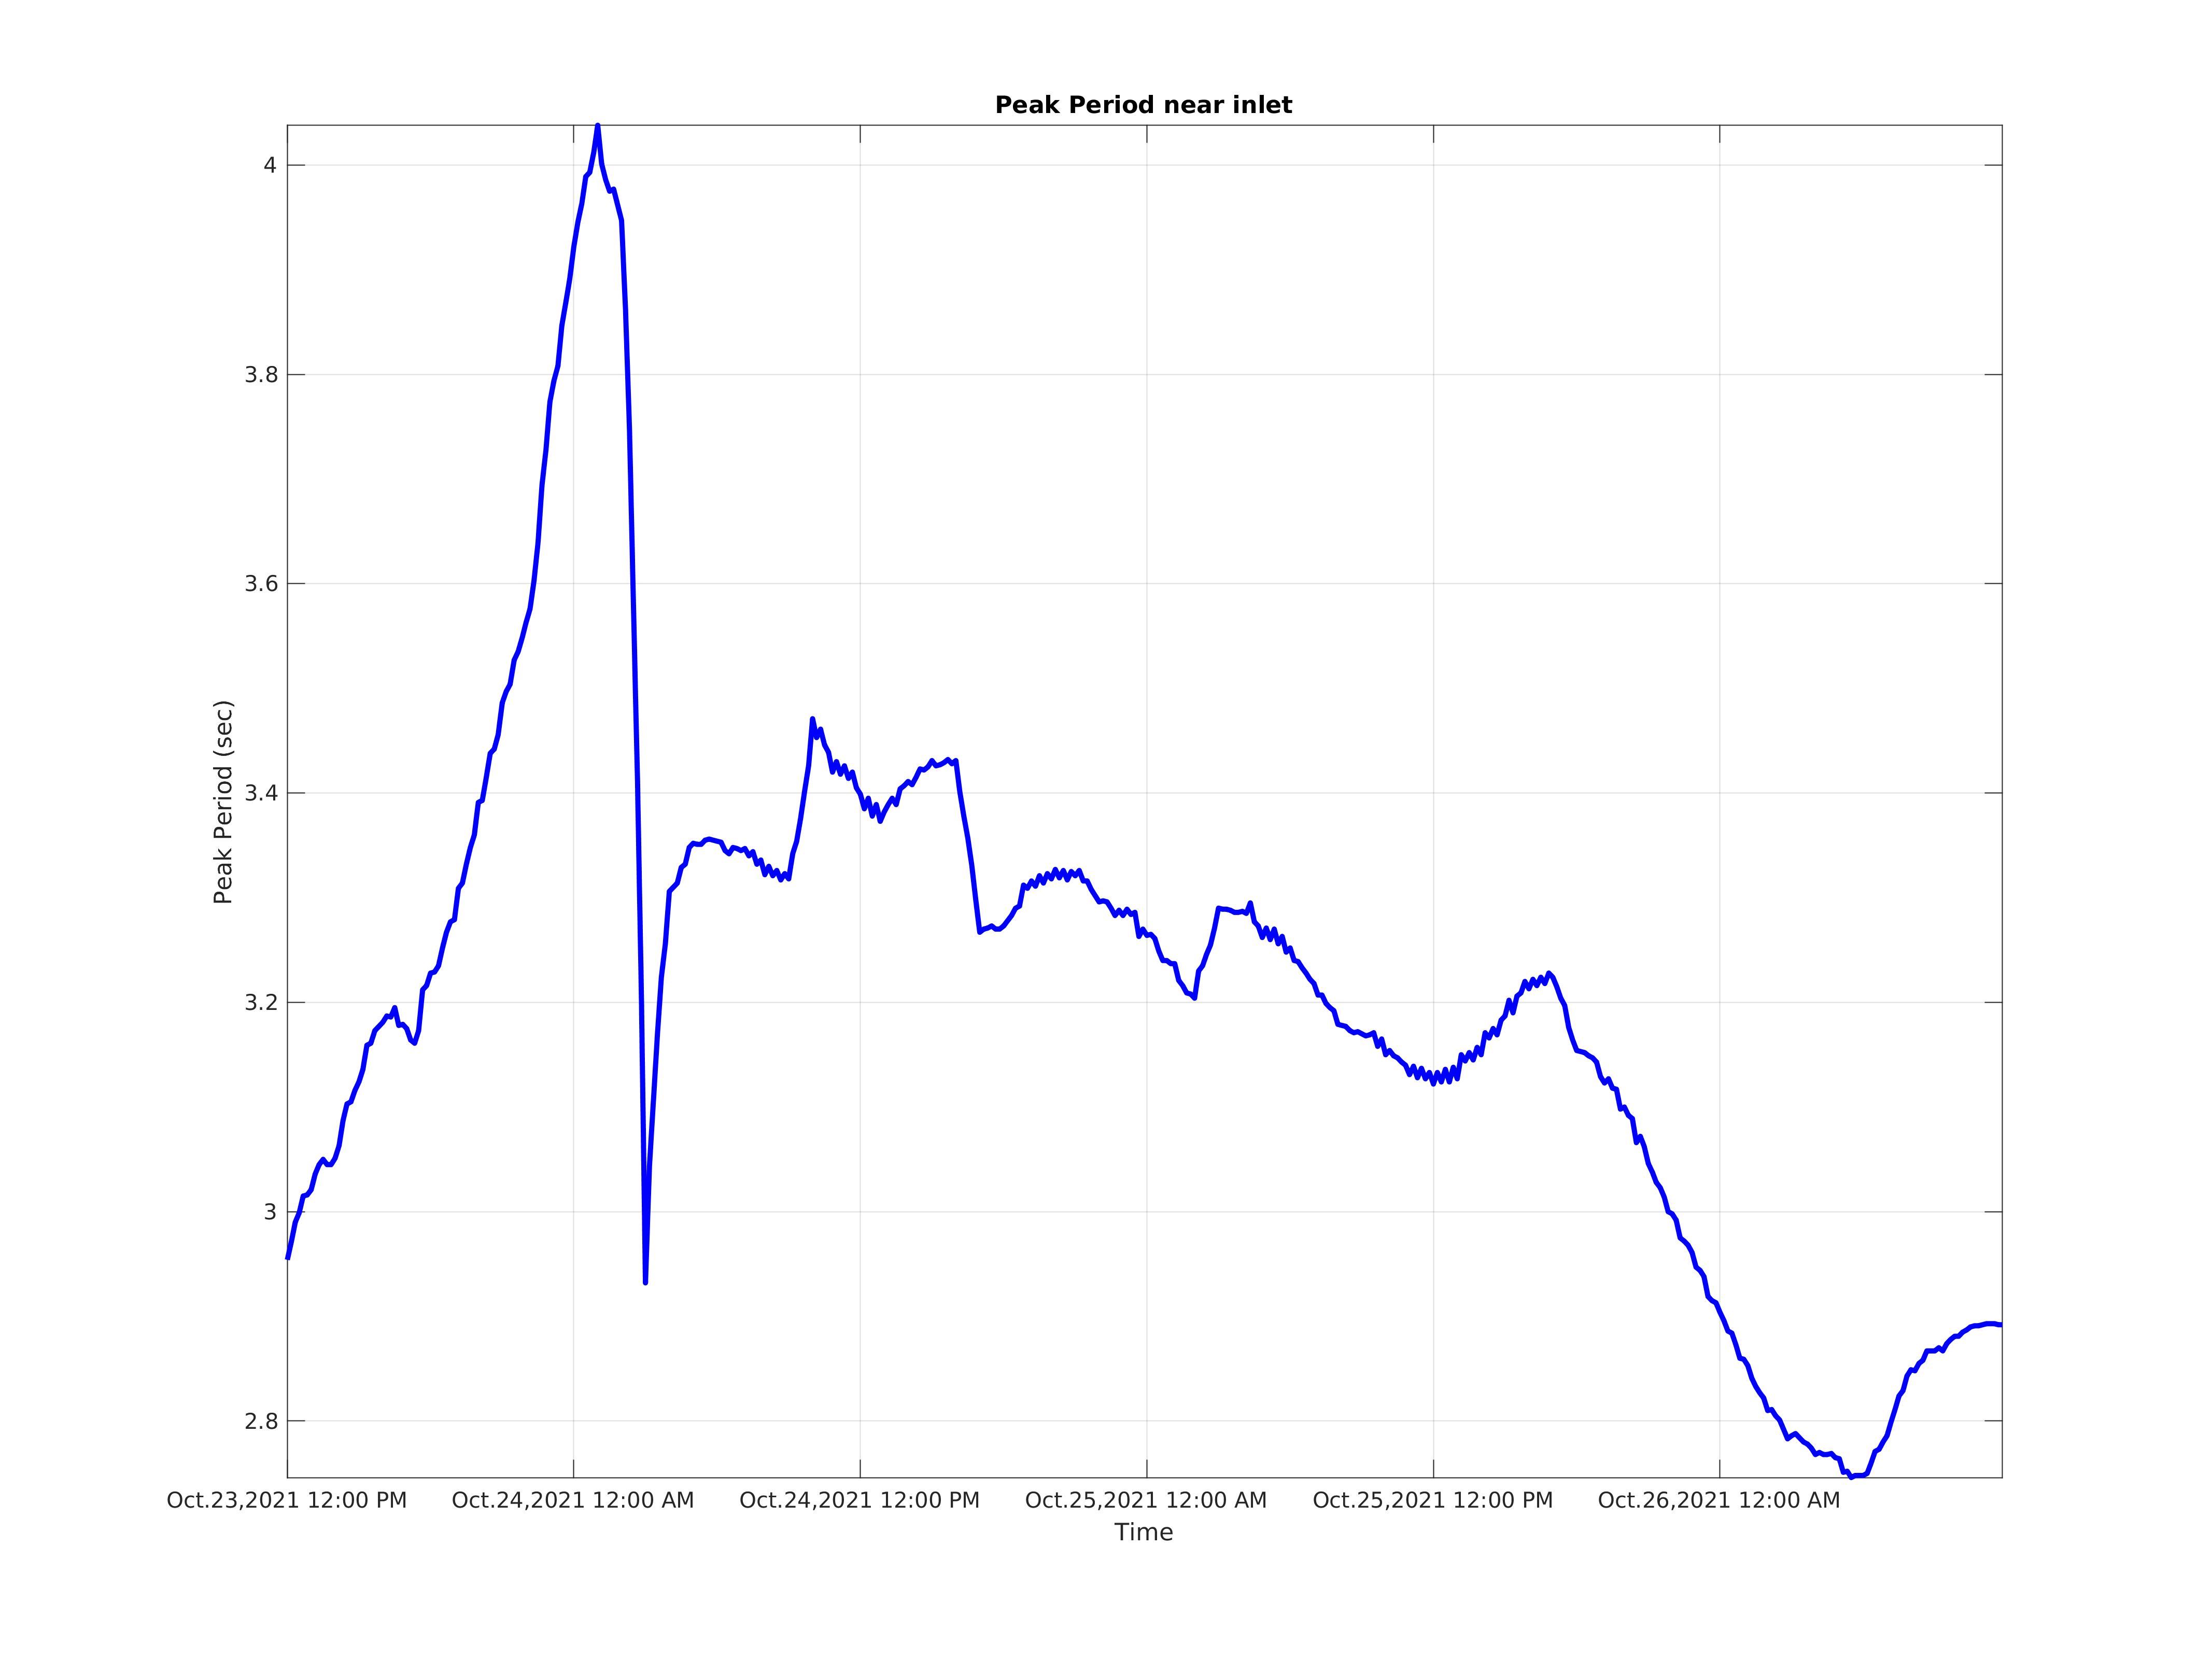 Peak Period near inlet
4
3.8
3.6
3.4
3.2
3
2.8
Peak Period (sec)
Oct.23,2021 12:00 PM
Oct.24,2021 12:00 AM
Oct.24,2021 12:00 PM
Oct.25,2021 12:00 AM
Oct.25,2021 12:00 PM
Oct.26,2021 12:00 AM
Time